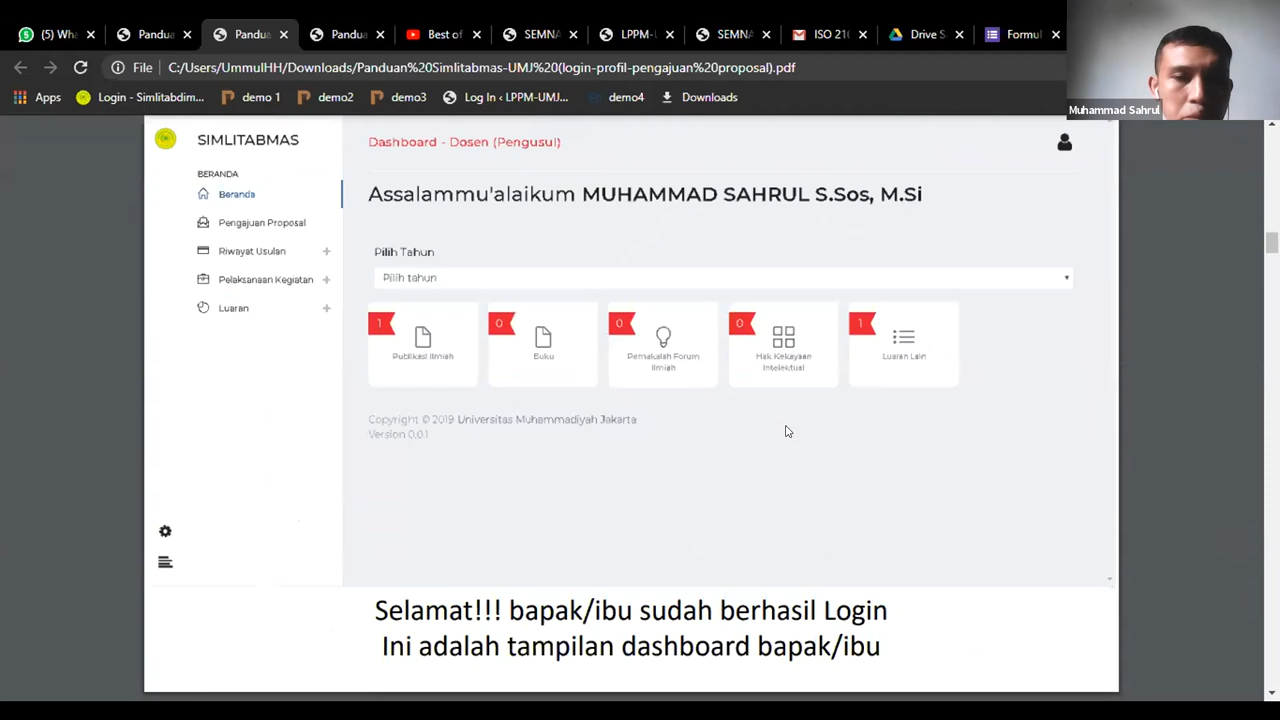 (5) Wha
Pandua
Pandua
Pandua
Best of
SEMNA
LPPM-U
SEMNA
ISO 210
Drive S
Formul
File
C:/Users/UmmulHH/Downloads/Panduan%20Simlitabmas-UMJ%20(login-profil-pengajuan%20proposal).pdf
Apps
Login - Simlitabdim...
demo 1
demo2
demo3
Log In ‹ LPPM-UMJ...
demo4
Downloads
Muhammad Sahrul
SIMLITABMAS
Dashboard - Dosen (Pengusul)
BERANDA
Beranda
Pengajuan Proposal
Riwayat Usulan
Pelaksanaan Kegiatan
Luaran
Assalammu'alaikum MUHAMMAD SAHRUL S.Sos, M.Si
Pilih Tahun
Pilih tahun
1
Publikasi Ilmiah
0
Buku
0
Pemakalah Forum
Ilmiah
0
Hak Kekayaan
Intelektual
1
Luaran Lain
Copyright © 2019 Universitas Muhammadiyah Jakarta
Version 0.0.1
Selamat!!! bapak/ibu sudah berhasil Login
Ini adalah tampilan dashboard bapak/ibu